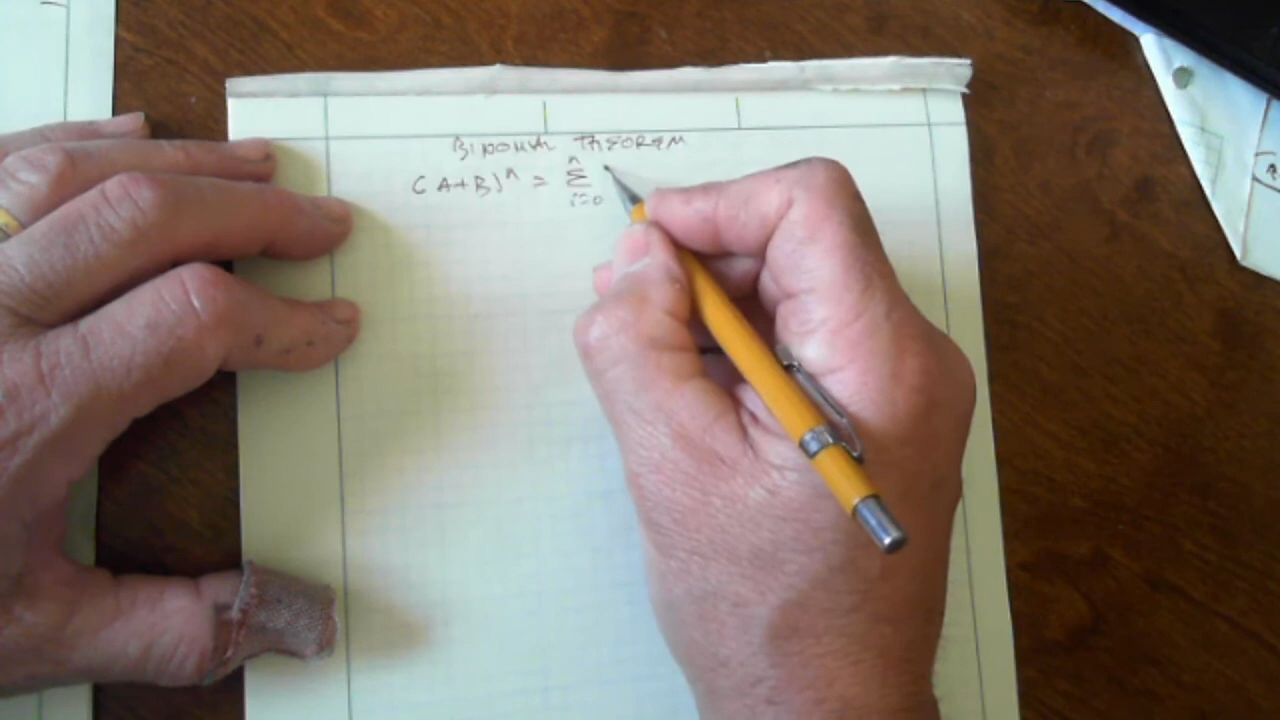 BINOMIAL THEOREM
(A+B)^n = n Σ i=0